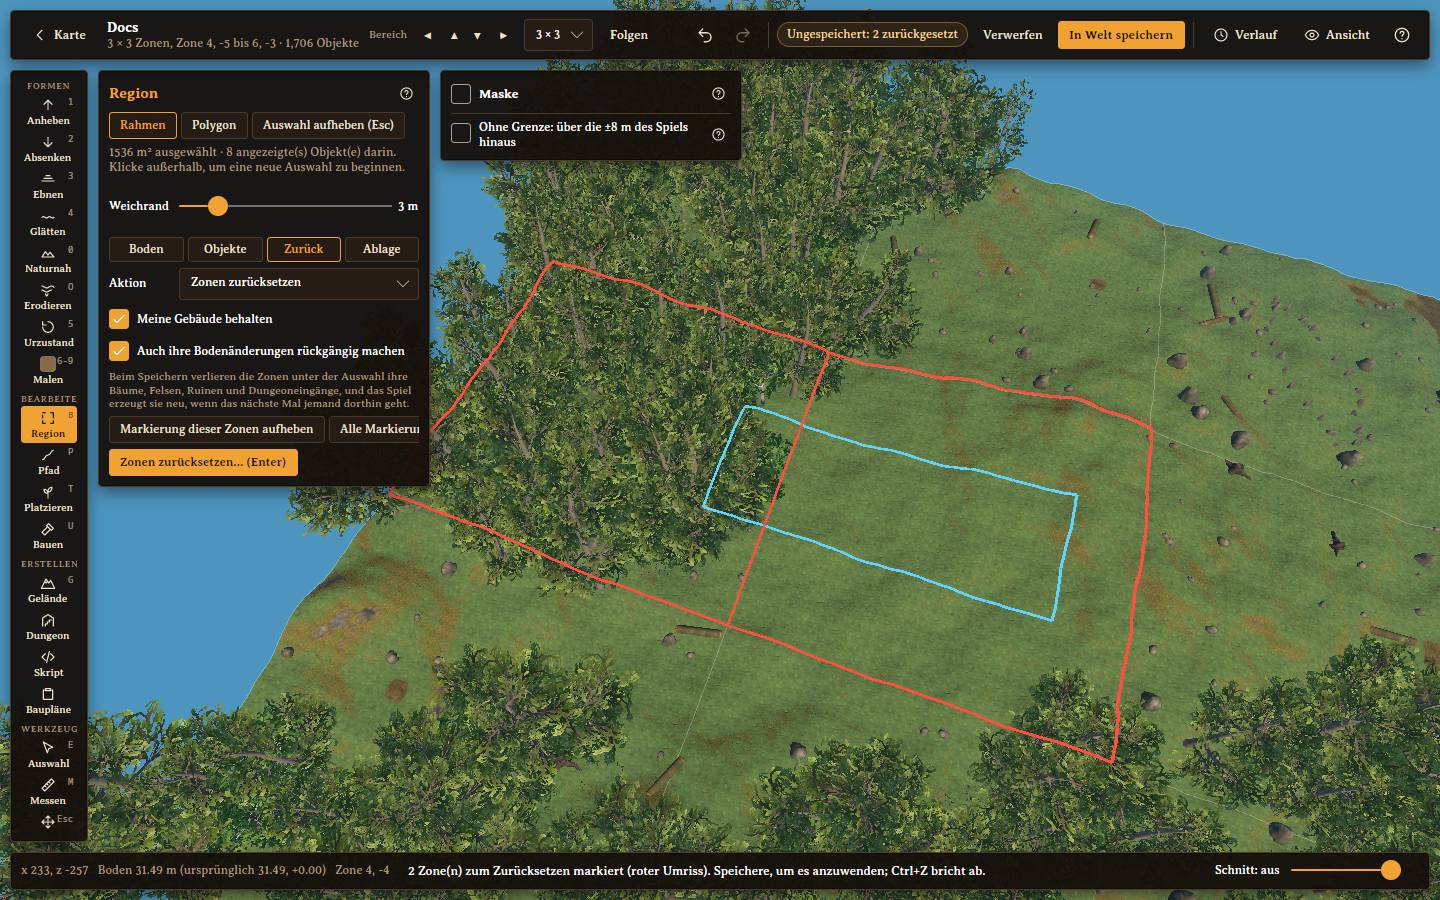 Karte
Docs
3 × 3 Zonen, Zone 4, -5 bis 6, -3 · 1,706 Objekte
Bereich
3 × 3
Folgen
Ungespeichert: 2 zurückgesetzt
Verwerfen
In Welt speichern
Verlauf
Ansicht
FORMEN
1
Anheben
2
Absenken
3
Ebnen
4
Glätten
0
Naturnah
O
Erodieren
5
Urzustand
6-9
Malen
BEARBEITE
B
Region
P
Pfad
T
Platzieren
U
Bauen
ERSTELLEN
G
Gelände
Dungeon
Skript
Baupläne
WERKZEUG
E
Auswahl
M
Messen
Esc
Region
Rahmen
Polygon
Auswahl aufheben (Esc)
1536 m² ausgewählt · 8 angezeigte(s) Objekt(e) darin.
Klicke außerhalb, um eine neue Auswahl zu beginnen.
Weichrand
3 m
Boden
Objekte
Zurück
Ablage
Aktion
Zonen zurücksetzen
Meine Gebäude behalten
Auch ihre Bodenänderungen rückgängig machen
Beim Speichern verlieren die Zonen unter der Auswahl ihre
Bäume, Felsen, Ruinen und Dungeoneingänge, und das Spiel
erzeugt sie neu, wenn das nächste Mal jemand dorthin geht.
Markierung dieser Zonen aufheben
Alle Markierun
Zonen zurücksetzen... (Enter)
Maske
Ohne Grenze: über die ±8 m des Spiels
hinaus
x 233, z -257
Boden 31.49 m (ursprünglich 31.49, +0.00)
Zone 4, -4
2 Zone(n) zum Zurücksetzen markiert (roter Umriss). Speichere, um es anzuwenden; Ctrl+Z bricht ab.
Schnitt: aus